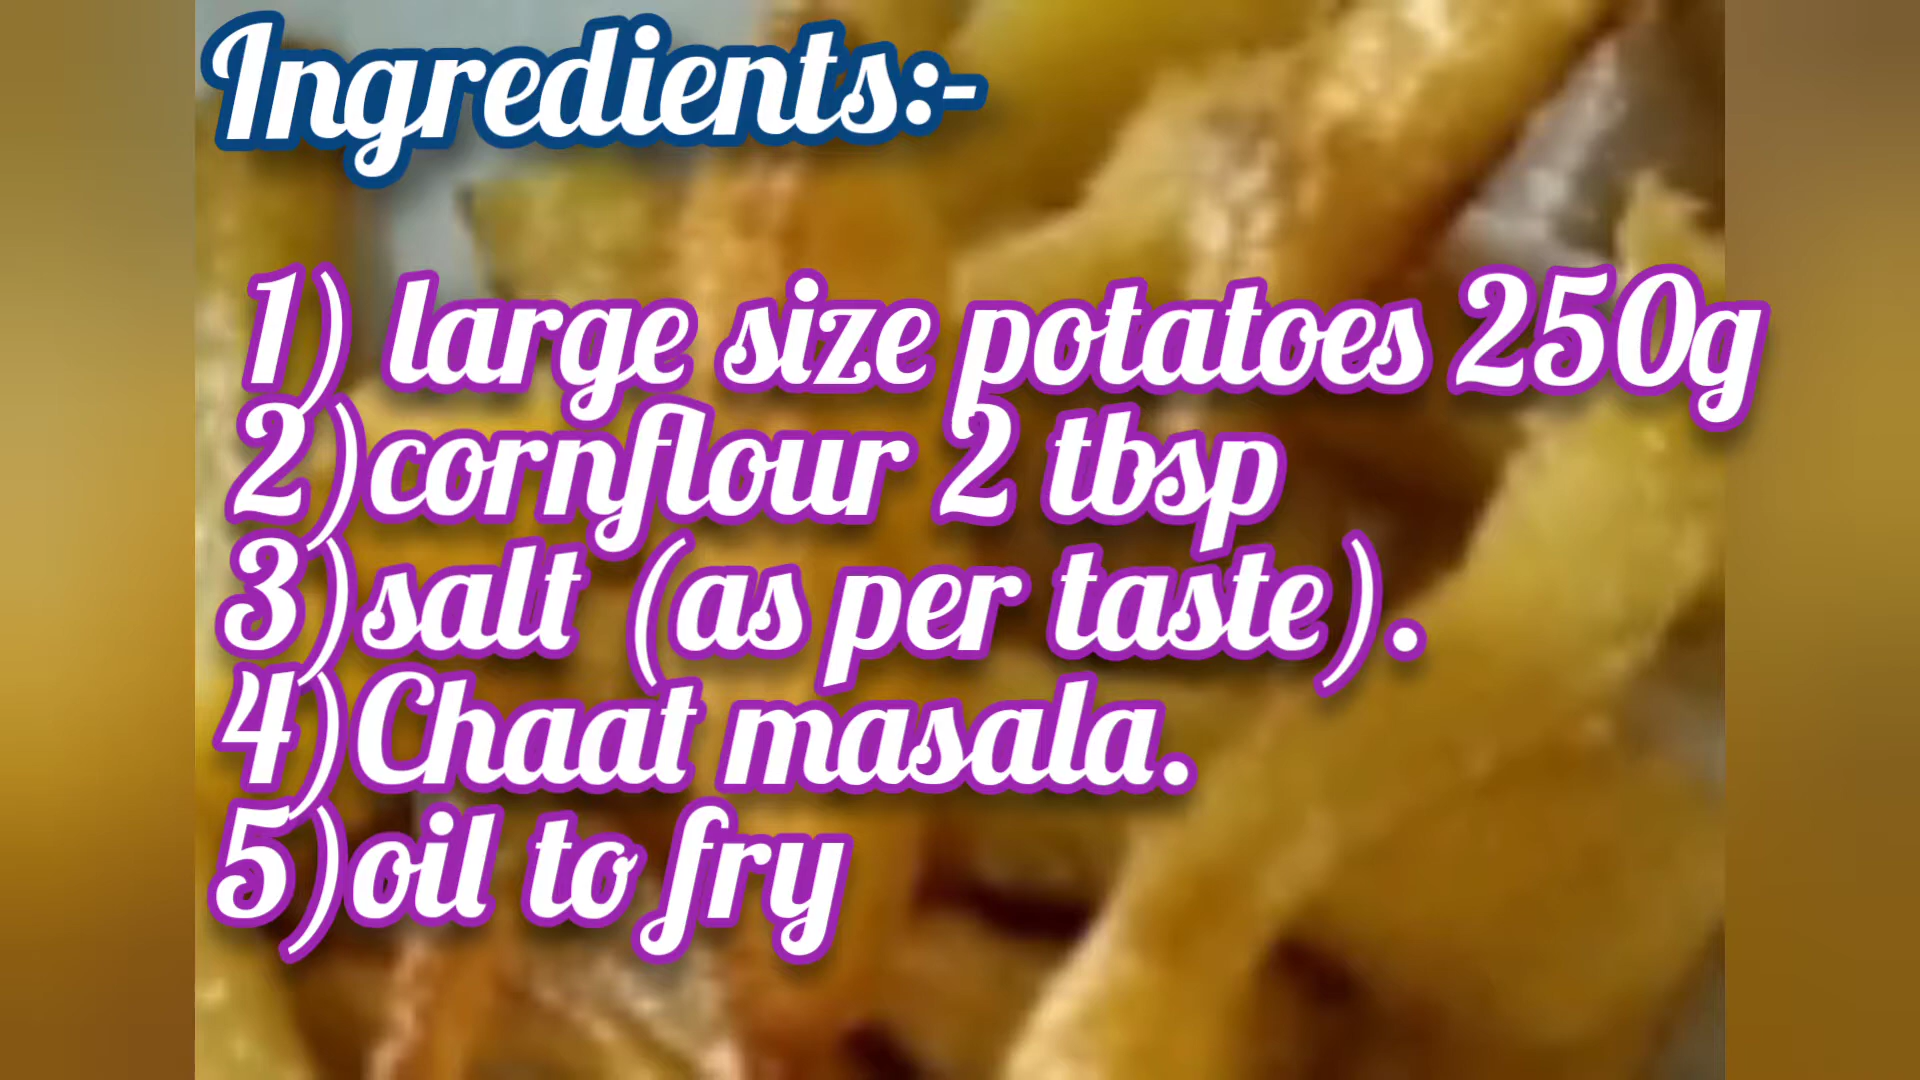 Ingredients:-
1) large size potatoes 250g
2)cornflour 2 tbsp
3)salt (as per taste).
4)Chaat masala.
5)oil to fry